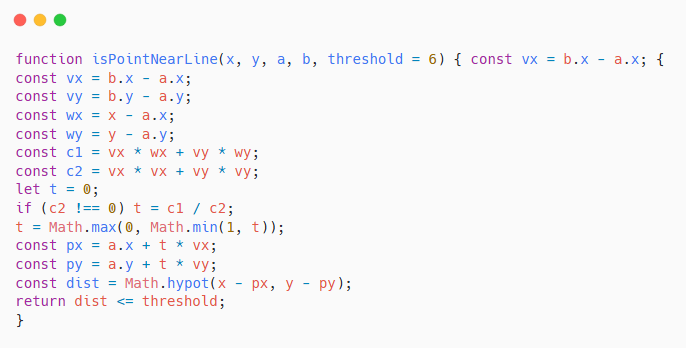 function isPointNearLine(x, y, a, b, threshold = 6) { const vx = b.x - a.x; {
const vx = b.x - a.x;
const vy = b.y - a.y;
const wx = x - a.x;
const wy = y - a.y;
const c1 = vx * wx + vy * wy;
const c2 = vx * vx + vy * vy;
let t = 0;
if (c2 !== 0) t = c1 / c2;
t = Math.max(0, Math.min(1, t));
const px = a.x + t * vx;
const py = a.y + t * vy;
const dist = Math.hypot(x - px, y - py);
return dist <= threshold;
}